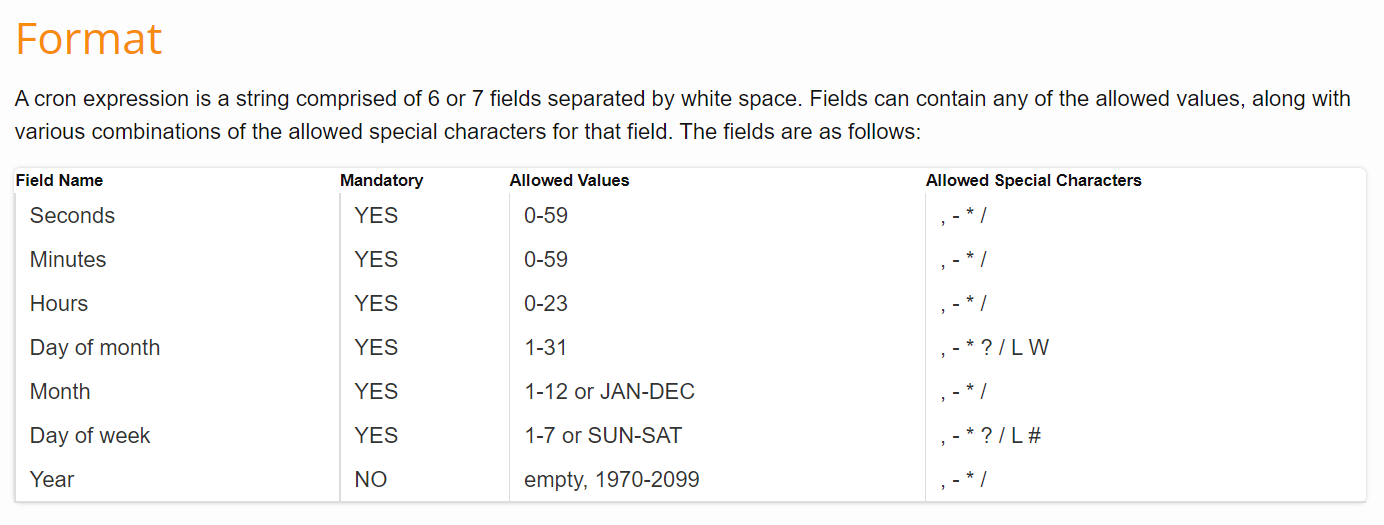 Format
A cron expression is a string comprised of 6 or 7 fields separated by white space. Fields can contain any of the allowed values, along with
various combinations of the allowed special characters for that field. The fields are as follows:
Field Name Mandatory Allowed Values Allowed Special Characters
Seconds YES 0-59 , - * /
Minutes YES 0-59 , - * /
Hours YES 0-23 , - * /
Day of month YES 1-31 , - * ? / L W
Month YES 1-12 or JAN-DEC , - * /
Day of week YES 1-7 or SUN-SAT , - * ? / L #
Year NO empty, 1970-2099 , - * /